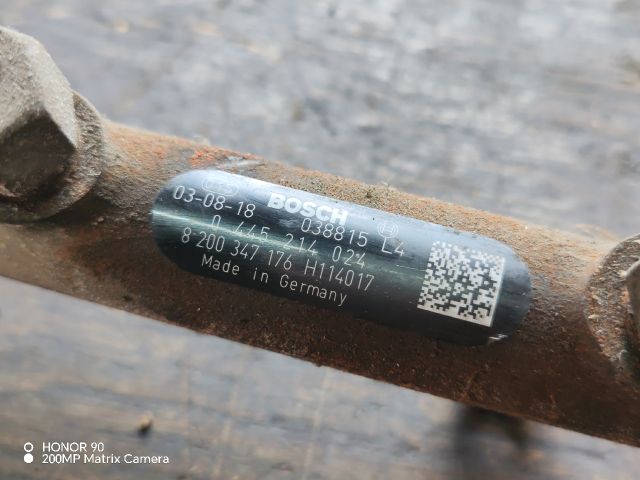 BOSCH
03-08-18 038815 L4
0 445 214 024
8 200 347 176 H114017
Made in Germany
HONOR 90
200MP Matrix Camera